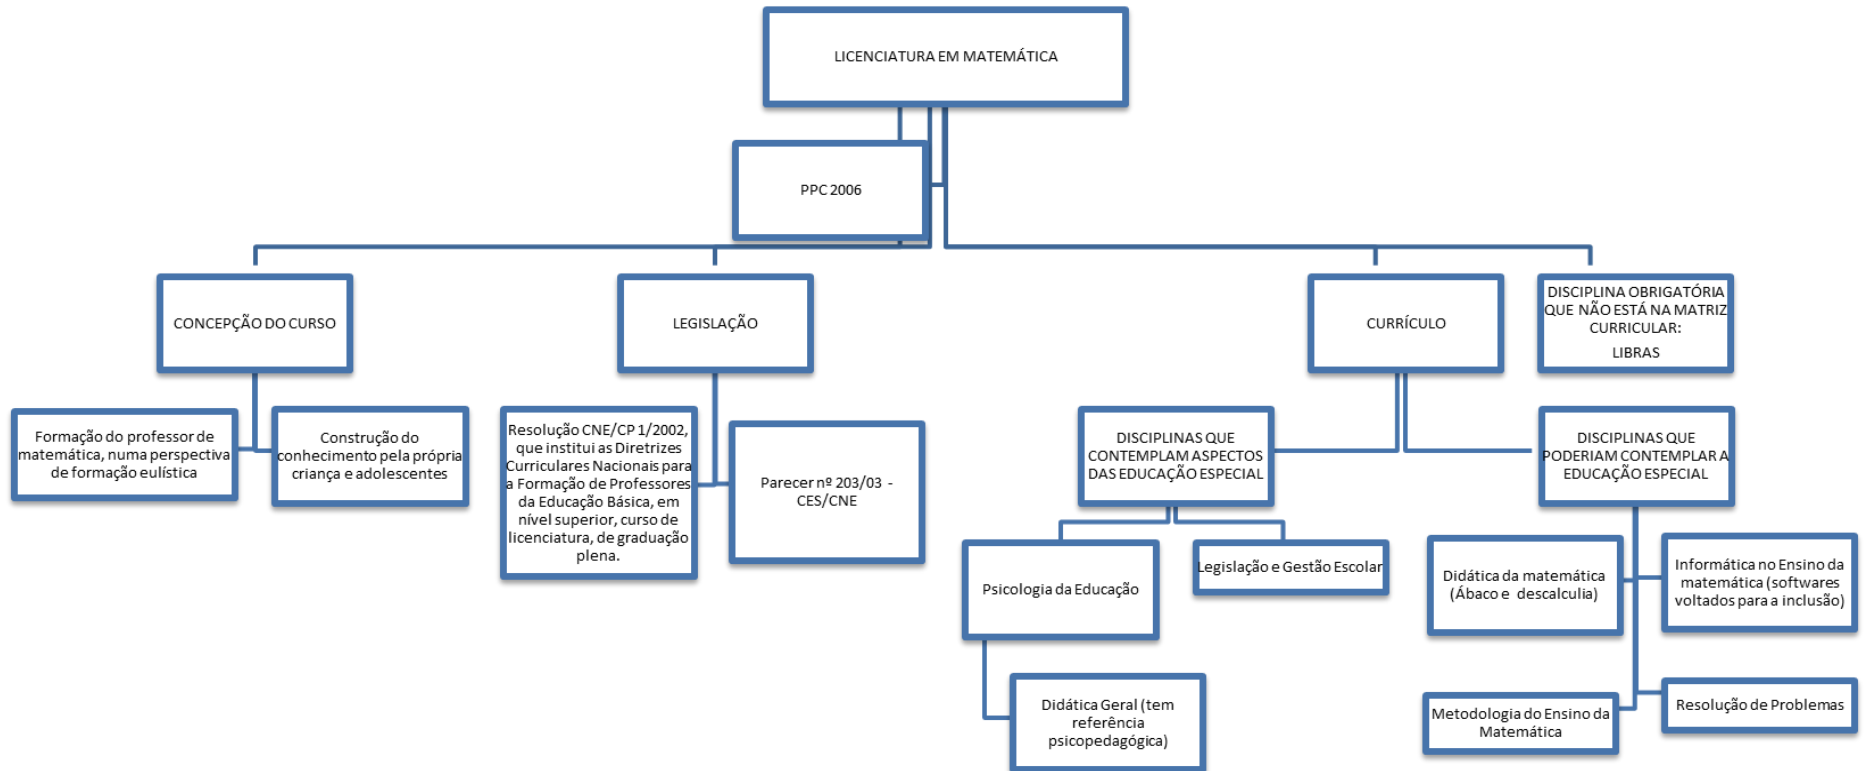 LICENCIATURA EM MATEMÁTICA
PPC 2006
CONCEPÇÃO DO CURSO
LEGISLAÇÃO
CURRÍCULO
DISCIPLINA OBRIGATÓRIA
QUE NÃO ESTÁ NA MATRIZ
CURRICULAR:
LIBRAS
Formação do professor de
matemática, numa perspectiva
de formação eulística
Construção do
conhecimento pela própria
criança e adolescentes
Resolução CNE/CP 1/2002,
que institui as Diretrizes
Curriculares Nacionais para
a Formação de Professores
da Educação Básica, em
nível superior, curso de
licenciatura, de graduação
plena.
Parecer nº 203/03 -
CES/CNE
DISCIPLINAS QUE
CONTEMPLAM ASPECTOS
DAS EDUCAÇÃO ESPECIAL
DISCIPLINAS QUE
PODERIAM CONTEMPLAR A
EDUCAÇÃO ESPECIAL
Psicologia da Educação
Legislação e Gestão Escolar
Didática Geral (tem
referência
psicopedagógica)
Didática da matemática
(Ábaco e descalculia)
Informática no Ensino da
matemática (softwares
voltados para a inclusão)
Metodologia do Ensino da
Matemática
Resolução de Problemas